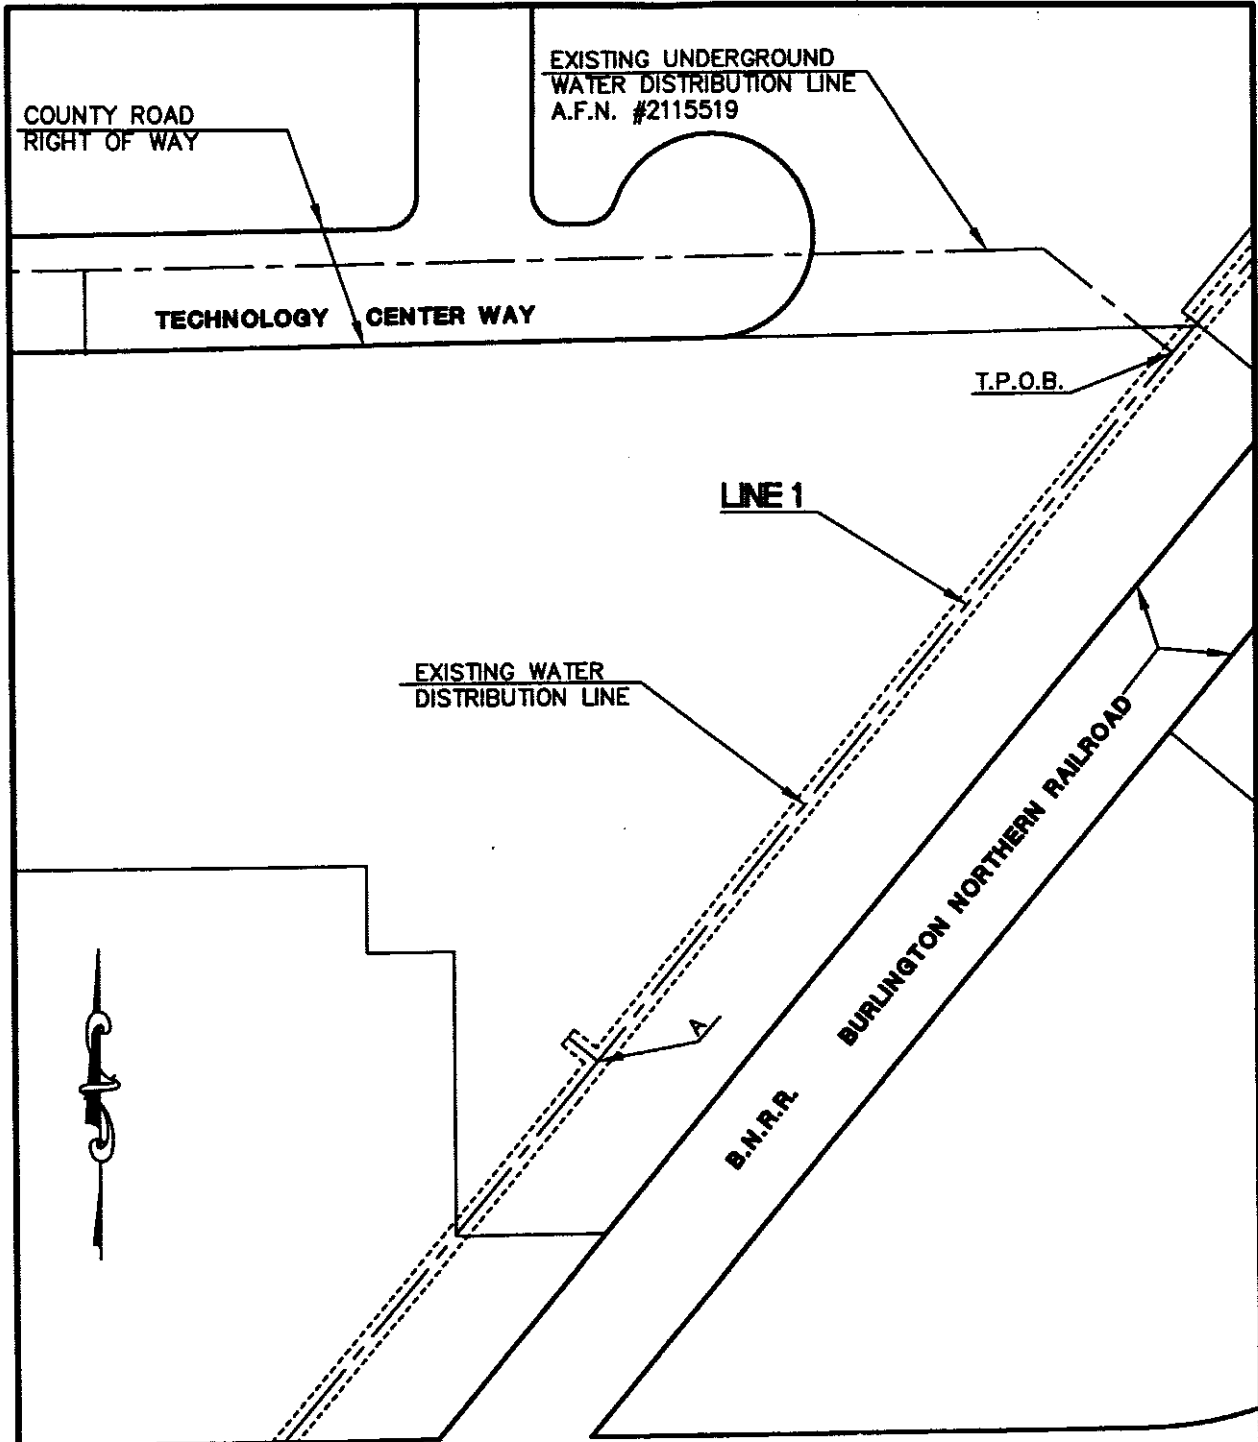 EXISTING UNDERGROUND
WATER DISTRIBUTION LINE
A.F.N. #2115519
COUNTY ROAD
RIGHT OF WAY
TECHNOLOGY CENTER WAY
T.P.O.B.
LINE 1
EXISTING WATER
DISTRIBUTION LINE
BURLINGTON NORTHERN RAILROAD
A
B.N.R.R.